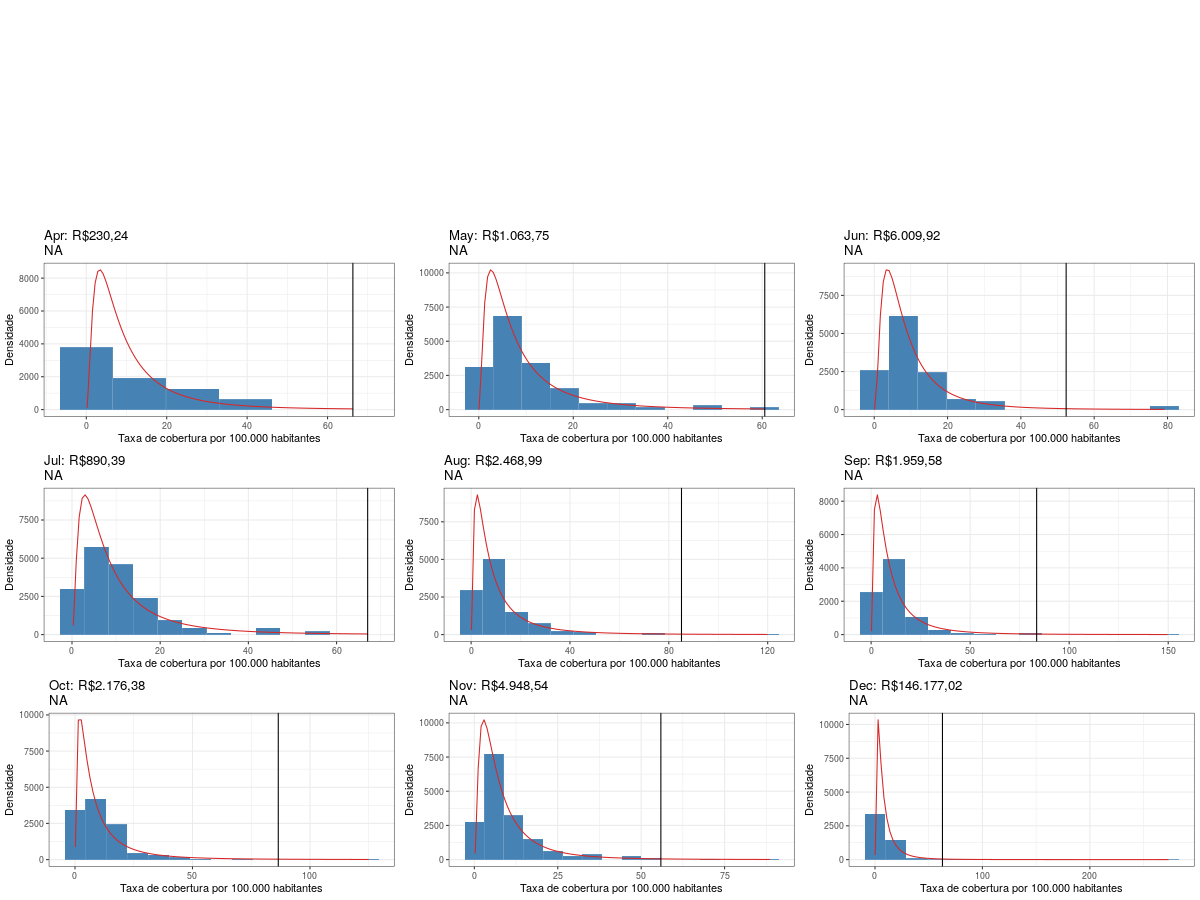 Apr: R$230,24
NA
May: R$1.063,75
NA
Jun: R$6.009,92
NA
Densidade
8000
6000
4000
2000
0
0
20
40
60
Taxa de cobertura por 100.000 habitantes
Densidade
10000
7500
5000
2500
0
0
20
40
60
Taxa de cobertura por 100.000 habitantes
Densidade
7500
5000
2500
0
0
20
40
60
80
Taxa de cobertura por 100.000 habitantes
Jul: R$890,39
NA
Aug: R$2.468,99
NA
Sep: R$1.959,58
NA
Densidade
7500
5000
2500
0
0
20
40
60
Taxa de cobertura por 100.000 habitantes
Densidade
7500
5000
2500
0
0
40
80
120
Taxa de cobertura por 100.000 habitantes
Densidade
8000
6000
4000
2000
0
0
50
100
150
Taxa de cobertura por 100.000 habitantes
Oct: R$2.176,38
NA
Nov: R$4.948,54
NA
Dec: R$146.177,02
NA
Densidade
10000
7500
5000
2500
0
0
50
100
Taxa de cobertura por 100.000 habitantes
Densidade
10000
7500
5000
2500
0
0
25
50
75
Taxa de cobertura por 100.000 habitantes
Densidade
10000
7500
5000
2500
0
0
100
200
Taxa de cobertura por 100.000 habitantes